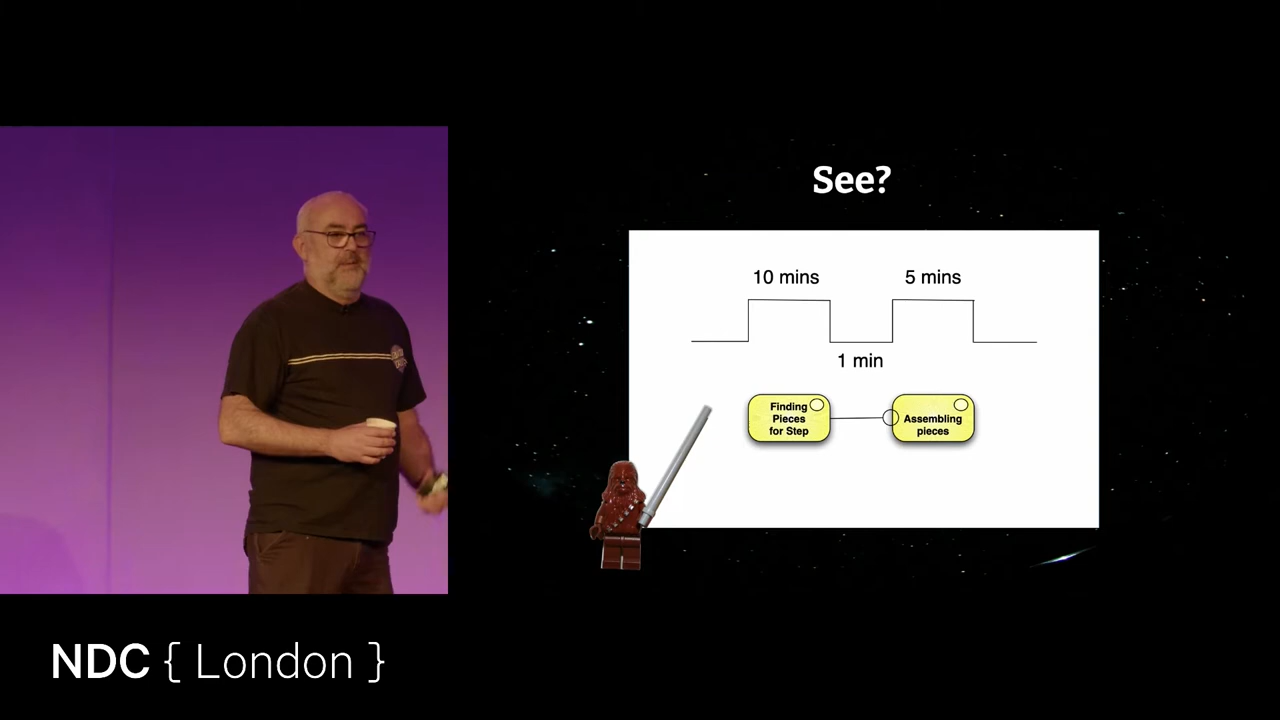 See?
10 mins
5 mins
1 min
Finding
Pieces
for Step
Assembling
pieces
NDC { London }